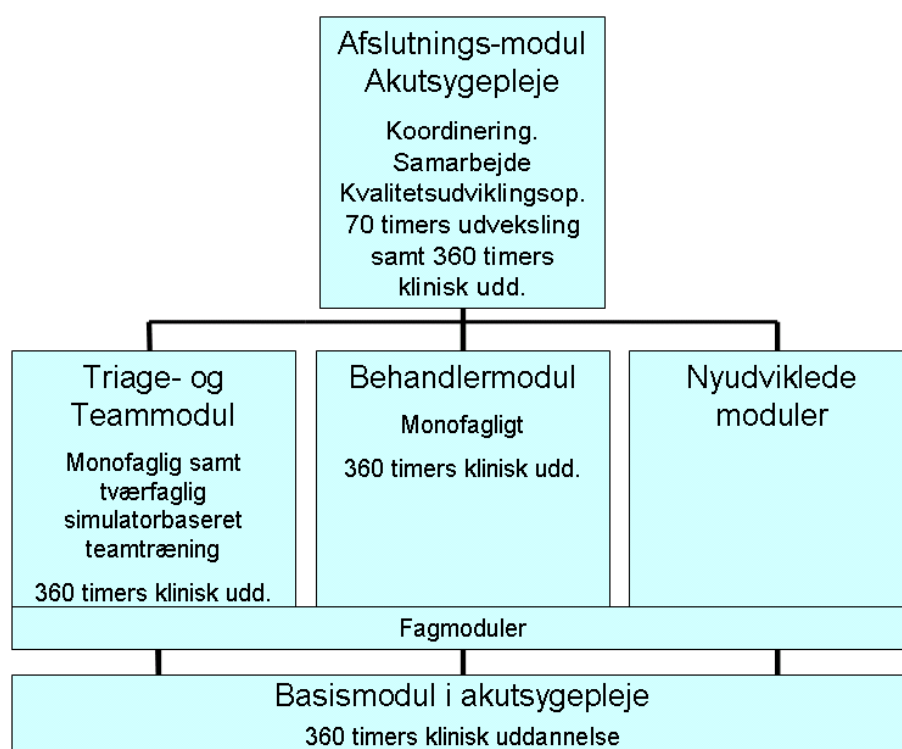 Afslutnings-modul
Akutsygepleje
Koordinering.
Samarbejde
Kvalitetsudviklingsop.
70 timers udveksling
samt 360 timers
klinisk udd.
Triage- og
Teammodul
Monofaglig samt
tværfaglig
simulatorbaseret
teamtræning
360 timers klinisk udd.
Behandlermodul
Monofagligt
360 timers klinisk udd.
Nyudviklede
moduler
Fagmoduler
Basismodul i akutsygepleje
360 timers klinisk uddannelse